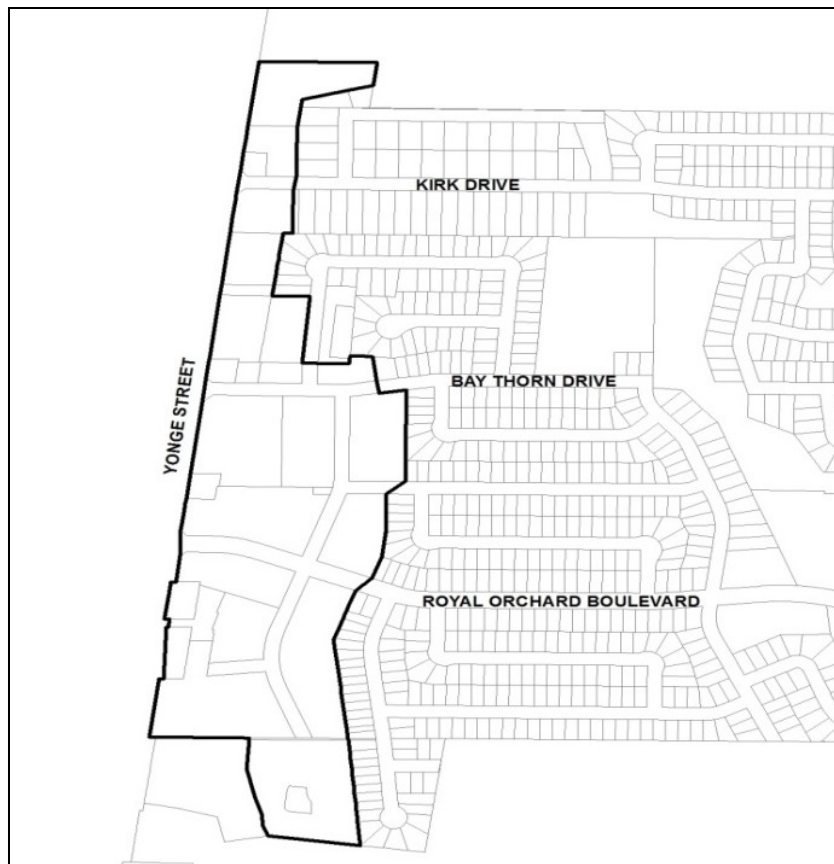 KIRK DRIVE
YONGE STREET
BAY THORN DRIVE
ROYAL ORCHARD BOULEVARD